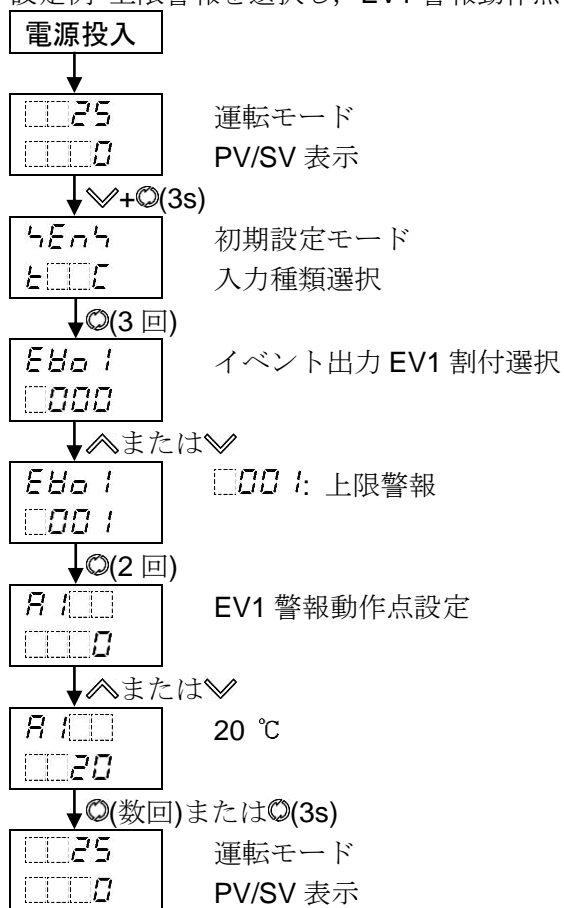 設定例 上限警報を選択し, EV1 警報動作点
電源投入
25 運転モード
0 PV/SV 表示
+(3s)
SEnS 初期設定モード
t C 入力種類選択
(3 回)
EVo1 イベント出力 EV1 割付選択
000
または
EVo1 001: 上限警報
001
(2 回)
A1 EV1 警報動作点設定
0
または
A1 20 ℃
20
(数回)または(3s)
25 運転モード
0 PV/SV 表示